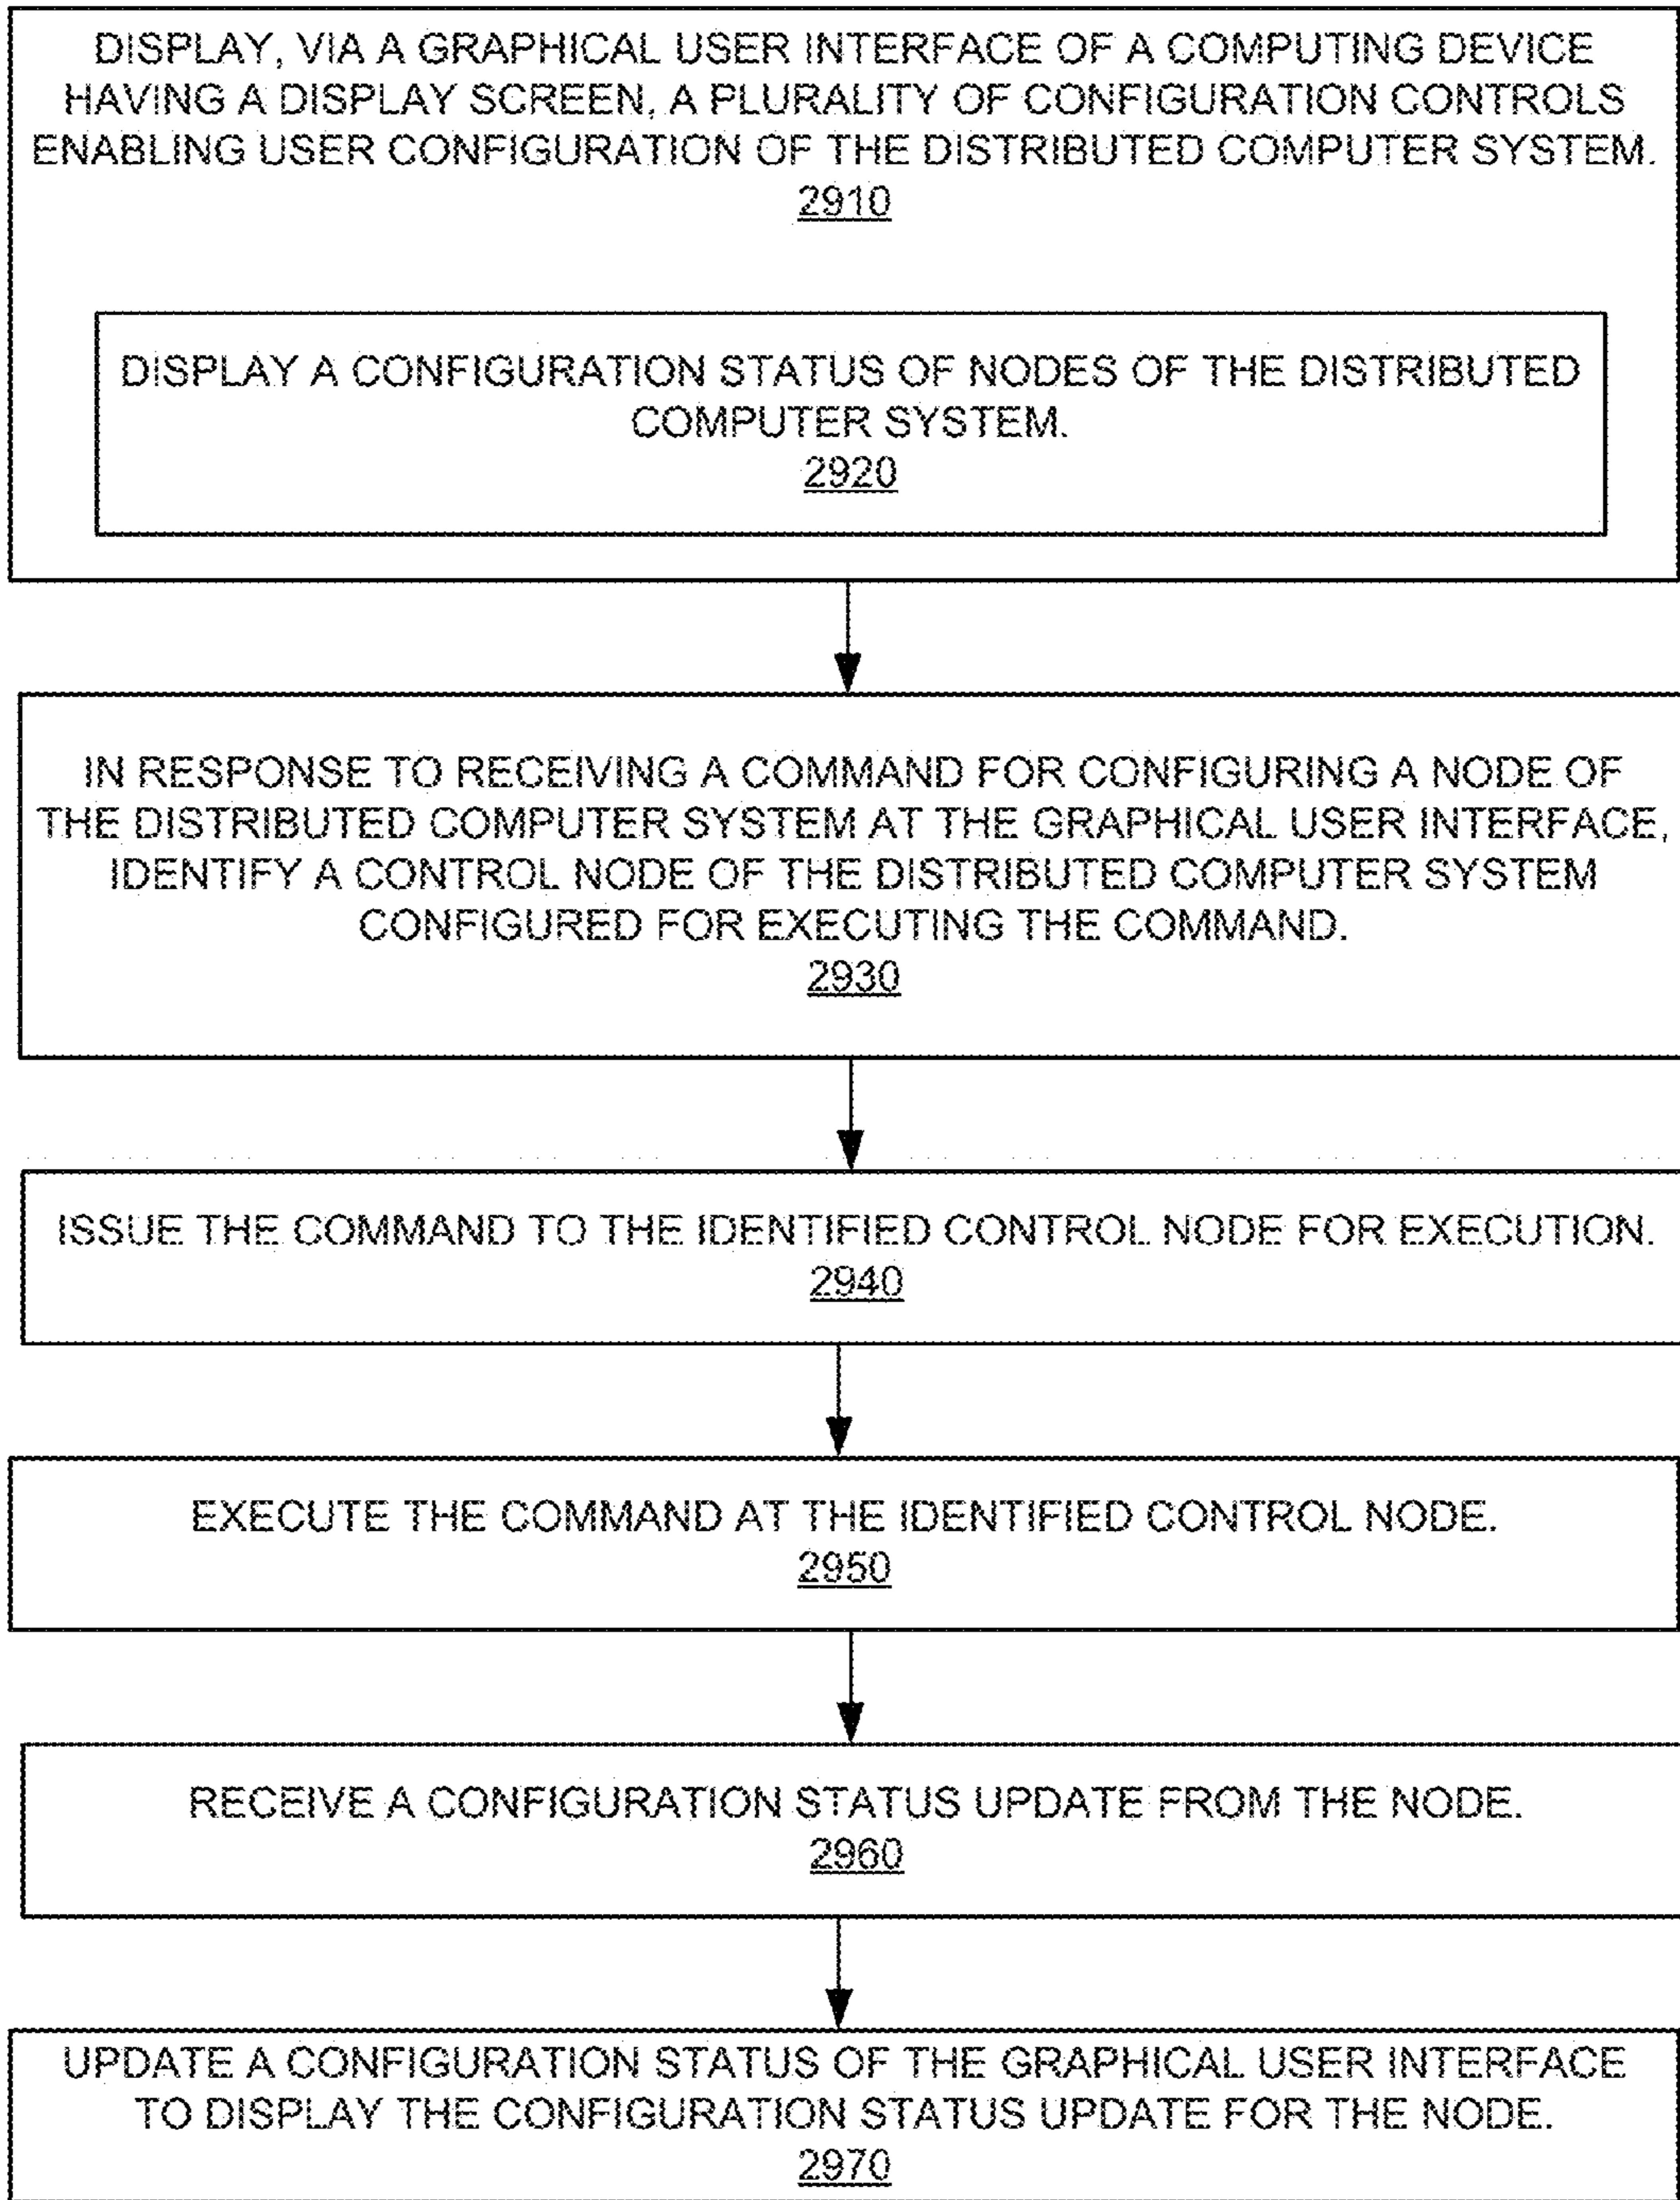 DISPLAY, VIA A GRAPHICAL USER INTERFACE OF A COMPUTING DEVICE
HAVING A DISPLAY SCREEN, A PLURALITY OF CONFIGURATION CONTROLS
ENABLING USER CONFIGURATION OF THE DISTRIBUTED COMPUTER SYSTEM.
2910
DISPLAY A CONFIGURATION STATUS OF NODES OF THE DISTRIBUTED
COMPUTER SYSTEM.
2920
IN RESPONSE TO RECEIVING A COMMAND FOR CONFIGURING A NODE OF
THE DISTRIBUTED COMPUTER SYSTEM AT THE GRAPHICAL USER INTERFACE,
IDENTIFY A CONTROL NODE OF THE DISTRIBUTED COMPUTER SYSTEM
CONFIGURED FOR EXECUTING THE COMMAND.
2930
ISSUE THE COMMAND TO THE IDENTIFIED CONTROL NODE FOR EXECUTION.
2940
EXECUTE THE COMMAND AT THE IDENTIFIED CONTROL NODE.
2950
RECEIVE A CONFIGURATION STATUS UPDATE FROM THE NODE.
2960
UPDATE A CONFIGURATION STATUS OF THE GRAPHICAL USER INTERFACE
TO DISPLAY THE CONFIGURATION STATUS UPDATE FOR THE NODE.
2970